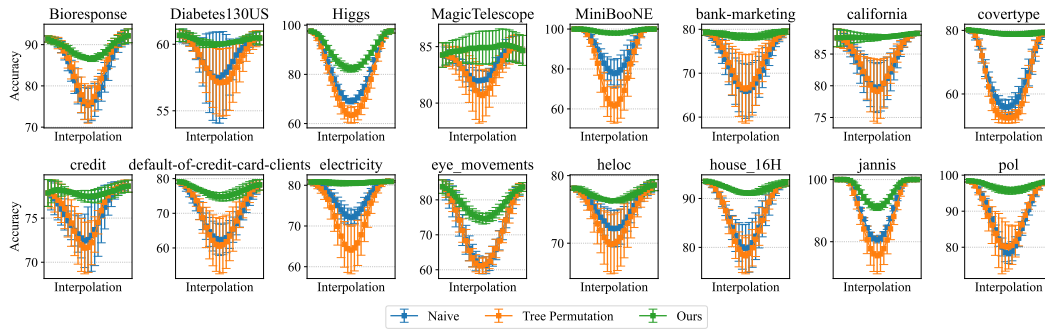 Bioresponse Diabetes130US Higgs MagicTelescope MiniBooNE bank-marketing california covertype
Accuracy
90
80
70
Interpolation
60
55
Interpolation
100
80
60
Interpolation
85
80
Interpolation
100
80
60
Interpolation
80
70
60
Interpolation
85
80
75
Interpolation
80
60
Interpolation
credit default-of-credit-card-clients electricity eye_movements heloc house_16H jannis pol
Accuracy
75
70
Interpolation
80
70
60
Interpolation
80
70
60
Interpolation
80
70
60
Interpolation
80
70
Interpolation
90
80
Interpolation
100
80
Interpolation
100
90
80
Interpolation
Naive Tree Permutation Ours